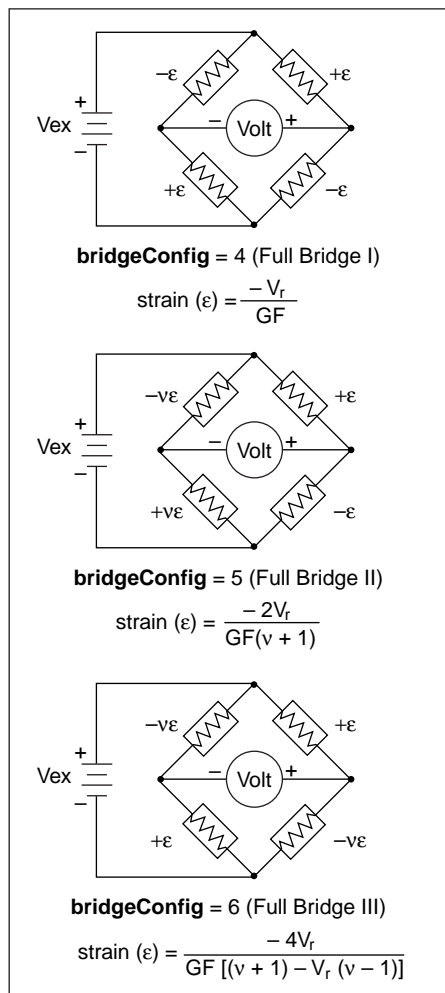 −ε +ε
+ − Volt +
Vex
−
+ε −ε
bridgeConfig = 4 (Full Bridge I)
strain (ε) = − Vr / GF
−νε +ε
+ − Volt +
Vex
−
+νε −ε
bridgeConfig = 5 (Full Bridge II)
strain (ε) = − 2Vr / GF(ν + 1)
−νε +ε
+ − Volt +
Vex
−
+ε −νε
bridgeConfig = 6 (Full Bridge III)
strain (ε) = − 4Vr / GF [(ν + 1) − Vr (ν − 1)]